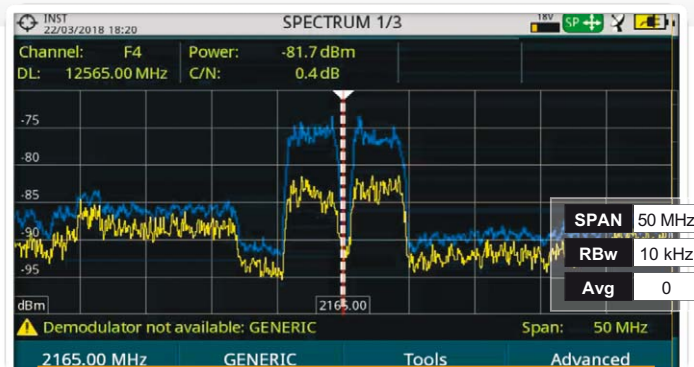 INST
22/03/2018 18:20
SPECTRUM 1/3
18V
SP
Channel: F4 Power: -81.7 dBm
DL: 12565.00 MHz C/N: 0.4 dB
-75
-80
-85
-90
-95
SPAN 50 MHz
RBw 10 kHz
Avg 0
dBm
2165.00
Demodulator not available: GENERIC Span: 50 MHz
2165.00 MHz GENERIC Tools Advanced